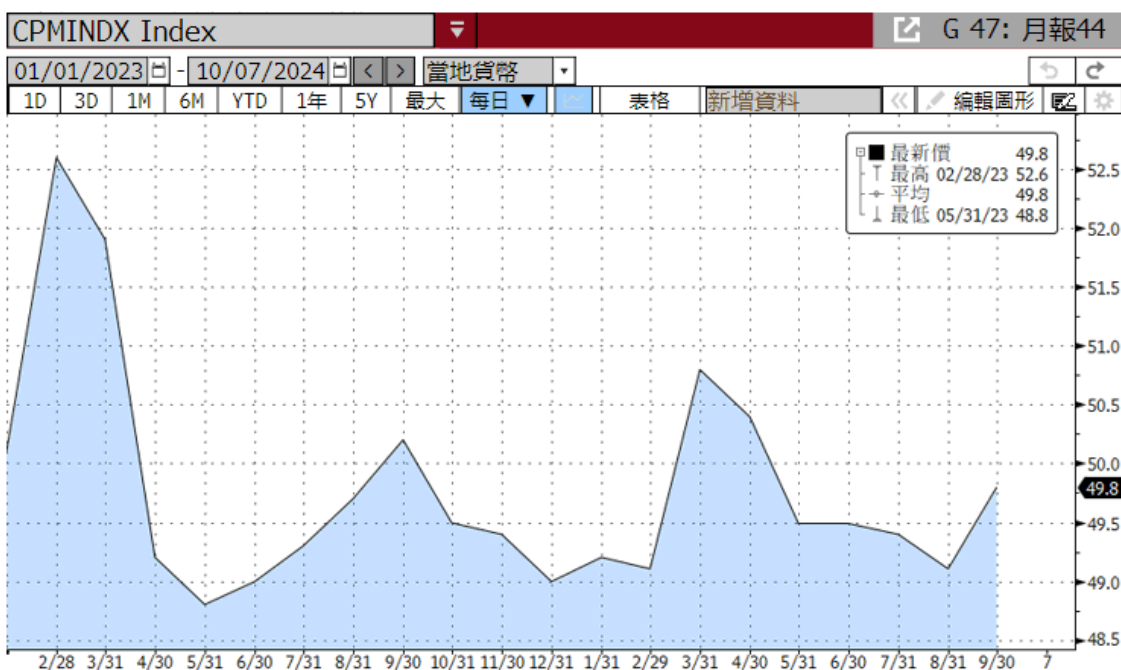 CPMINDX Index G 47: 月報44
01/01/2023 - 10/07/2024 < > 當地貨幣
1D 3D 1M 6M YTD 1年 5Y 最大 每日 ▼ 表格 新增資料 << 編輯圖形
最新價 49.8
最高 02/28/23 52.6
平均 49.8
最低 05/31/23 48.8
52.5
52.0
51.5
51.0
50.5
50.0
49.8
49.5
49.0
48.5
2/28 3/31 4/30 5/31 6/30 7/31 8/31 9/30 10/31 11/30 12/31 1/31 2/29 3/31 4/30 5/31 6/30 7/31 8/31 9/30 7